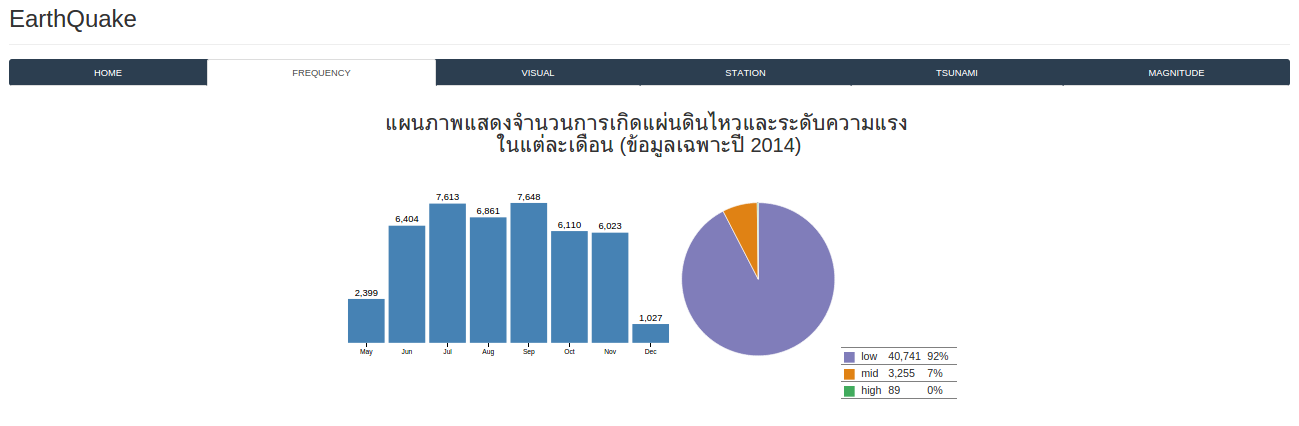 EarthQuake
HOME FREQUENCY VISUAL STATION TSUNAMI MAGNITUDE
แผนภาพแสดงจำนวนการเกิดแผ่นดินไหวและระดับความแรง
ในแต่ละเดือน (ข้อมูลเฉพาะปี 2014)
2,399 6,404 7,613 6,861 7,648 6,110 6,023 1,027
May Jun Jul Aug Sep Oct Nov Dec
low 40,741 92%
mid 3,255 7%
high 89 0%